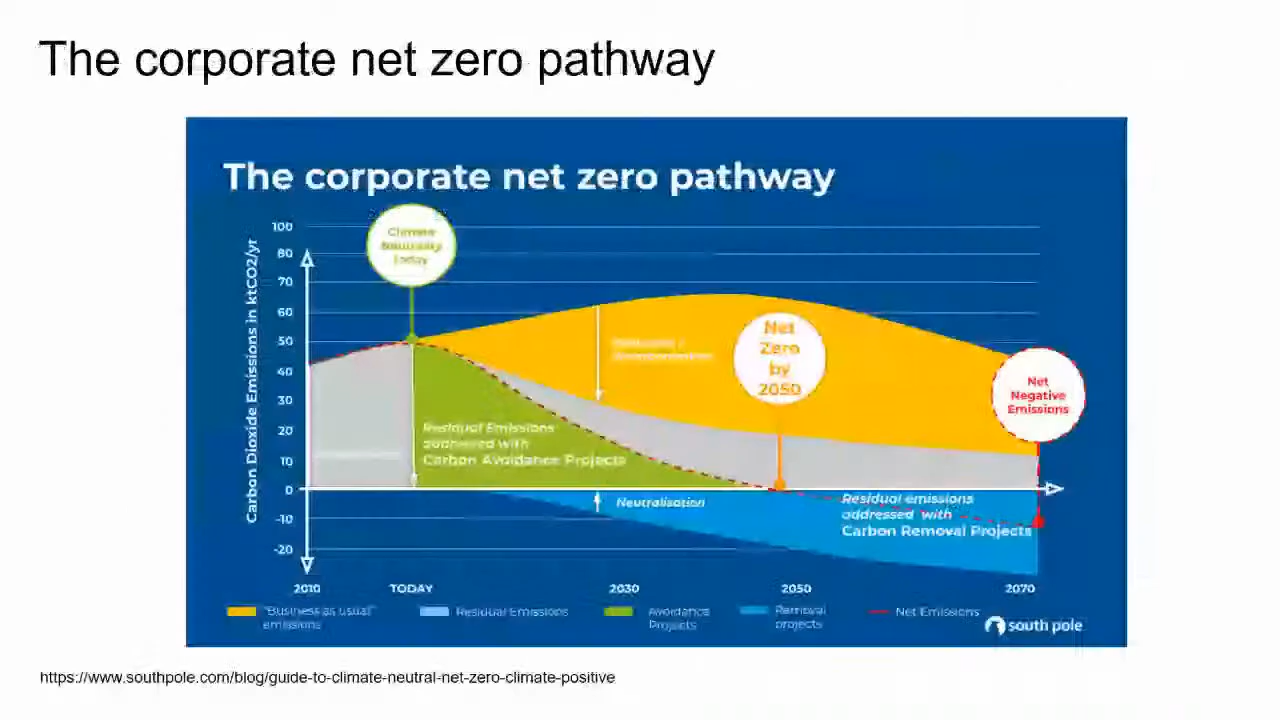 The corporate net zero pathway
The corporate net zero pathway
Carbon Dioxide Emissions in ktCO2/yr
100
80
70
60
50
40
30
20
10
0
-10
-20
Climate
Neutrality
Today
Net
Zero
by
2050
Net
Negative
Emissions
Residual Emissions
addressed with
Carbon Avoidance Projects
Neutralisation
Residual emissions
addressed with
Carbon Removal Projects
2010
TODAY
2030
2050
2070
"Business as usual"
emissions
Residual Emissions
Avoidance
Projects
Removal
projects
Net Emissions
south pole
https://www.southpole.com/blog/guide-to-climate-neutral-net-zero-climate-positive